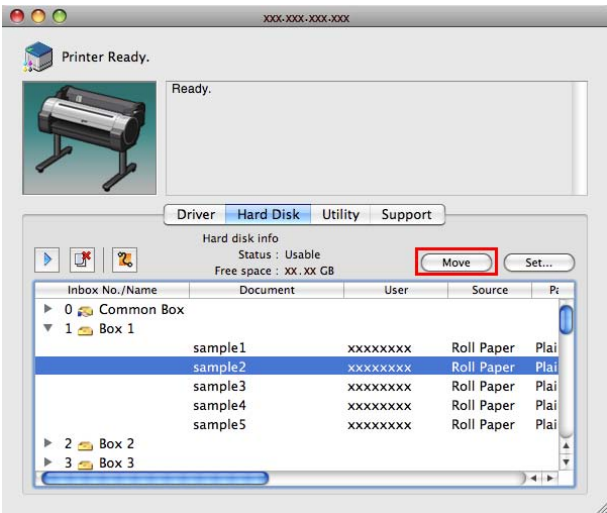 xxx-xxx-xxx-xxx
Printer Ready.
Ready.
Driver Hard Disk Utility Support
Hard disk info
Status : Usable
Free space : XX.XX GB
Move Set...
Inbox No./Name Document User Source Pa
0 Common Box
1 Box 1
sample1 xxxxxxxx Roll Paper Plai
sample2 xxxxxxxx Roll Paper Plai
sample3 xxxxxxxx Roll Paper Plai
sample4 xxxxxxxx Roll Paper Plai
sample5 xxxxxxxx Roll Paper Plai
2 Box 2
3 Box 3